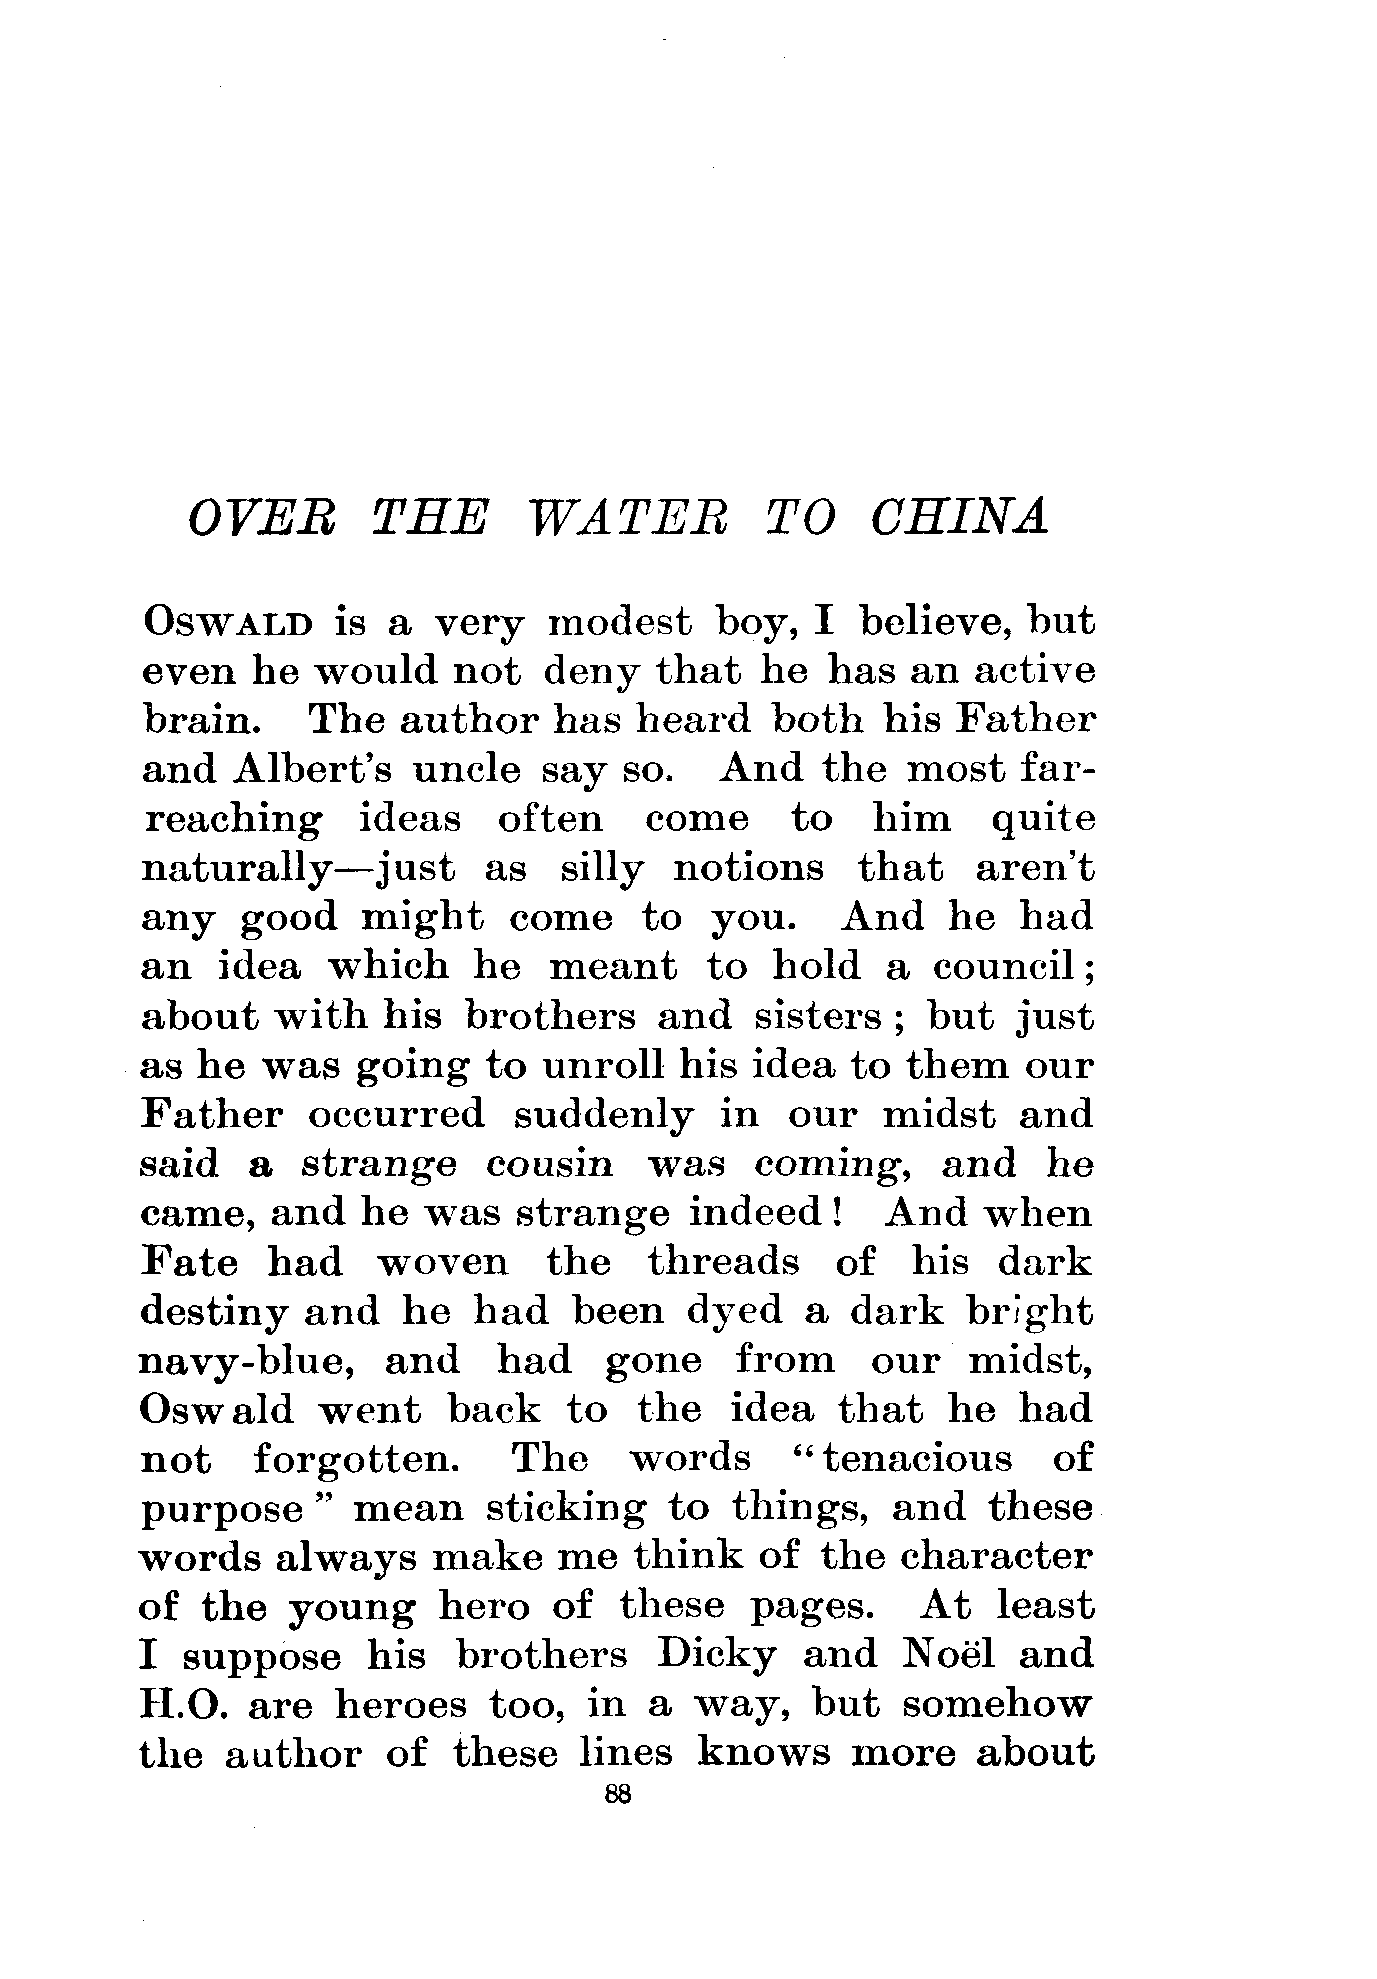 OVER THE WATER TO CHINA
OSWALD is a very modest boy, I believe, but
even he would not deny that he has an active
brain. The author has heard both his Father
and Albert's uncle say so. And the most far-
reaching ideas often come to him quite
naturally—just as silly notions that aren't
any good might come to you. And he had
an idea which he meant to hold a council;
about with his brothers and sisters; but just
as he was going to unroll his idea to them our
Father occurred suddenly in our midst and
said a strange cousin was coming, and he
came, and he was strange indeed! And when
Fate had woven the threads of his dark
destiny and he had been dyed a dark bright
navy-blue, and had gone from our midst,
Oswald went back to the idea that he had
not forgotten. The words "tenacious of
purpose" mean sticking to things, and these
words always make me think of the character
of the young hero of these pages. At least
I suppose his brothers Dicky and Noël and
H.O. are heroes too, in a way, but somehow
the author of these lines knows more about
88